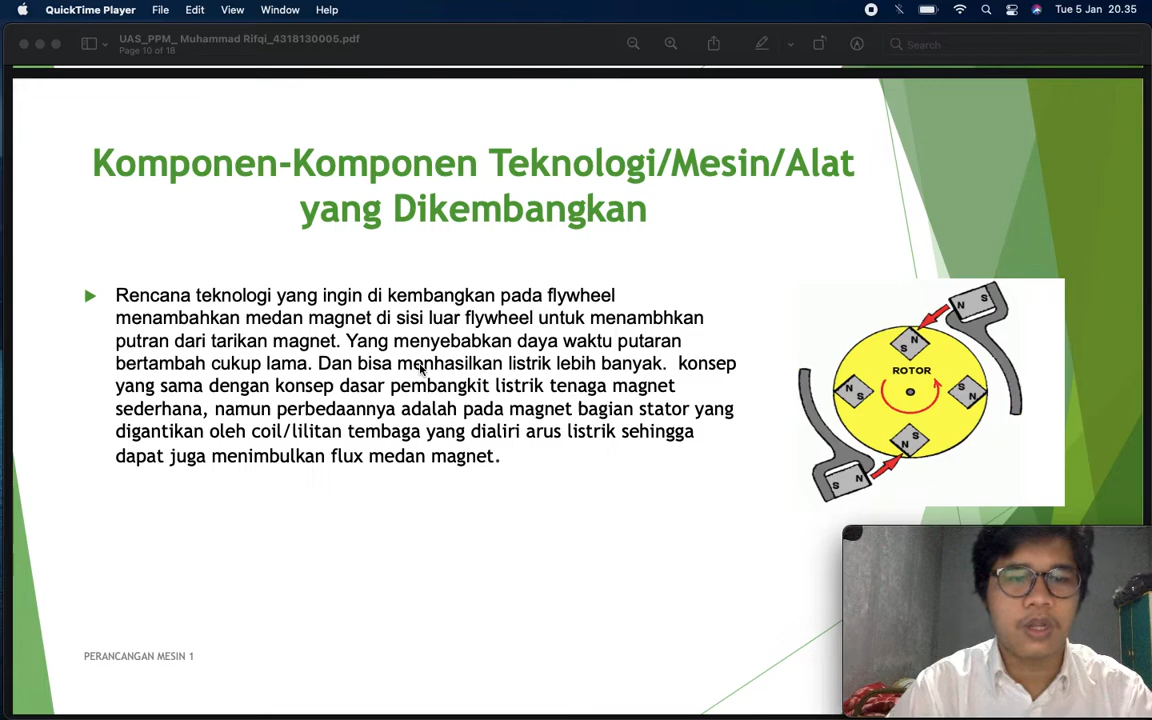 QuickTime Player File Edit View Window Help Tue 5 Jan 20.35
UAS_PPM_ Muhammad Rifqi_4318130005.pdf
Page 10 of 18
Search
Komponen-Komponen Teknologi/Mesin/Alat
yang Dikembangkan
Rencana teknologi yang ingin di kembangkan pada flywheel
menambahkan medan magnet di sisi luar flywheel untuk menambhkan
putran dari tarikan magnet. Yang menyebabkan daya waktu putaran
bertambah cukup lama. Dan bisa menhasilkan listrik lebih banyak. konsep
yang sama dengan konsep dasar pembangkit listrik tenaga magnet
sederhana, namun perbedaannya adalah pada magnet bagian stator yang
digantikan oleh coil/lilitan tembaga yang dialiri arus listrik sehingga
dapat juga menimbulkan flux medan magnet.
N S
S N
ROTOR
N S
S N
N S
S N
PERANCANGAN MESIN 1